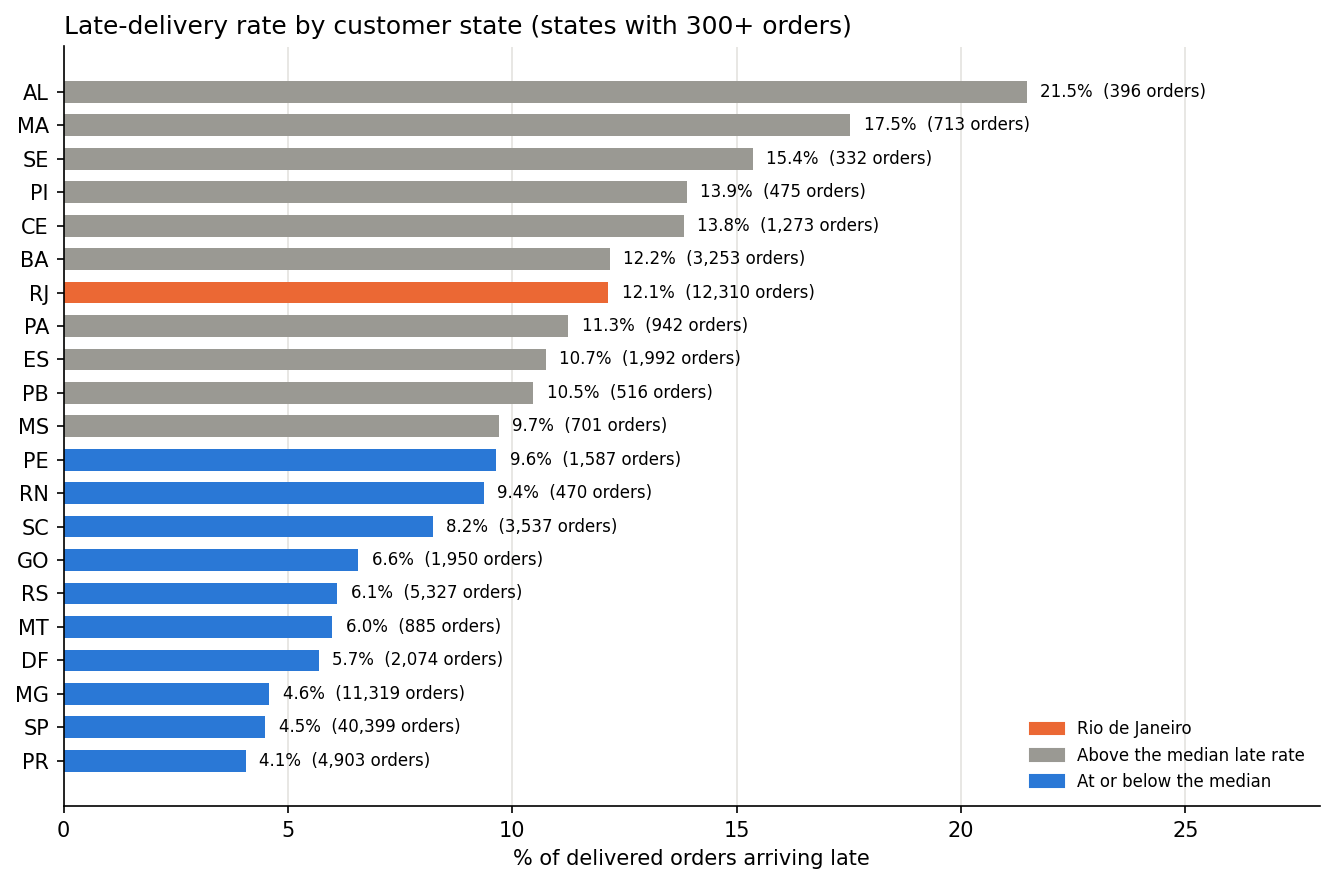 Late-delivery rate by customer state (states with 300+ orders)
AL 21.5% (396 orders)
MA 17.5% (713 orders)
SE 15.4% (332 orders)
PI 13.9% (475 orders)
CE 13.8% (1,273 orders)
BA 12.2% (3,253 orders)
RJ 12.1% (12,310 orders)
PA 11.3% (942 orders)
ES 10.7% (1,992 orders)
PB 10.5% (516 orders)
MS 9.7% (701 orders)
PE 9.6% (1,587 orders)
RN 9.4% (470 orders)
SC 8.2% (3,537 orders)
GO 6.6% (1,950 orders)
RS 6.1% (5,327 orders)
MT 6.0% (885 orders)
DF 5.7% (2,074 orders)
MG 4.6% (11,319 orders)
SP 4.5% (40,399 orders)
PR 4.1% (4,903 orders)
Rio de Janeiro
Above the median late rate
At or below the median
0 5 10 15 20 25
% of delivered orders arriving late